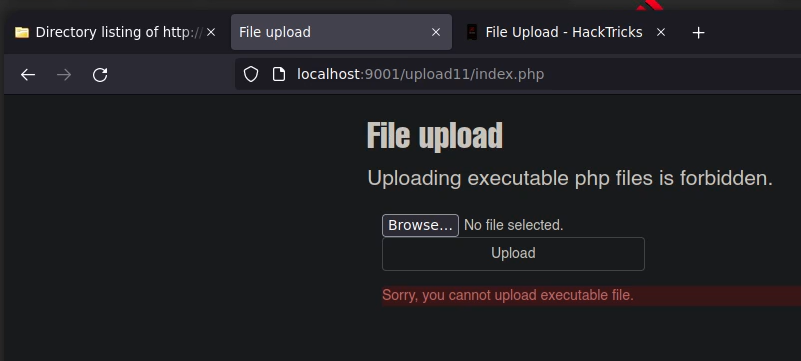 Directory listing of http://
File upload
File Upload - HackTricks
localhost:9001/upload11/index.php
File upload
Uploading executable php files is forbidden.
Browse... No file selected.
Upload
Sorry, you cannot upload executable file.